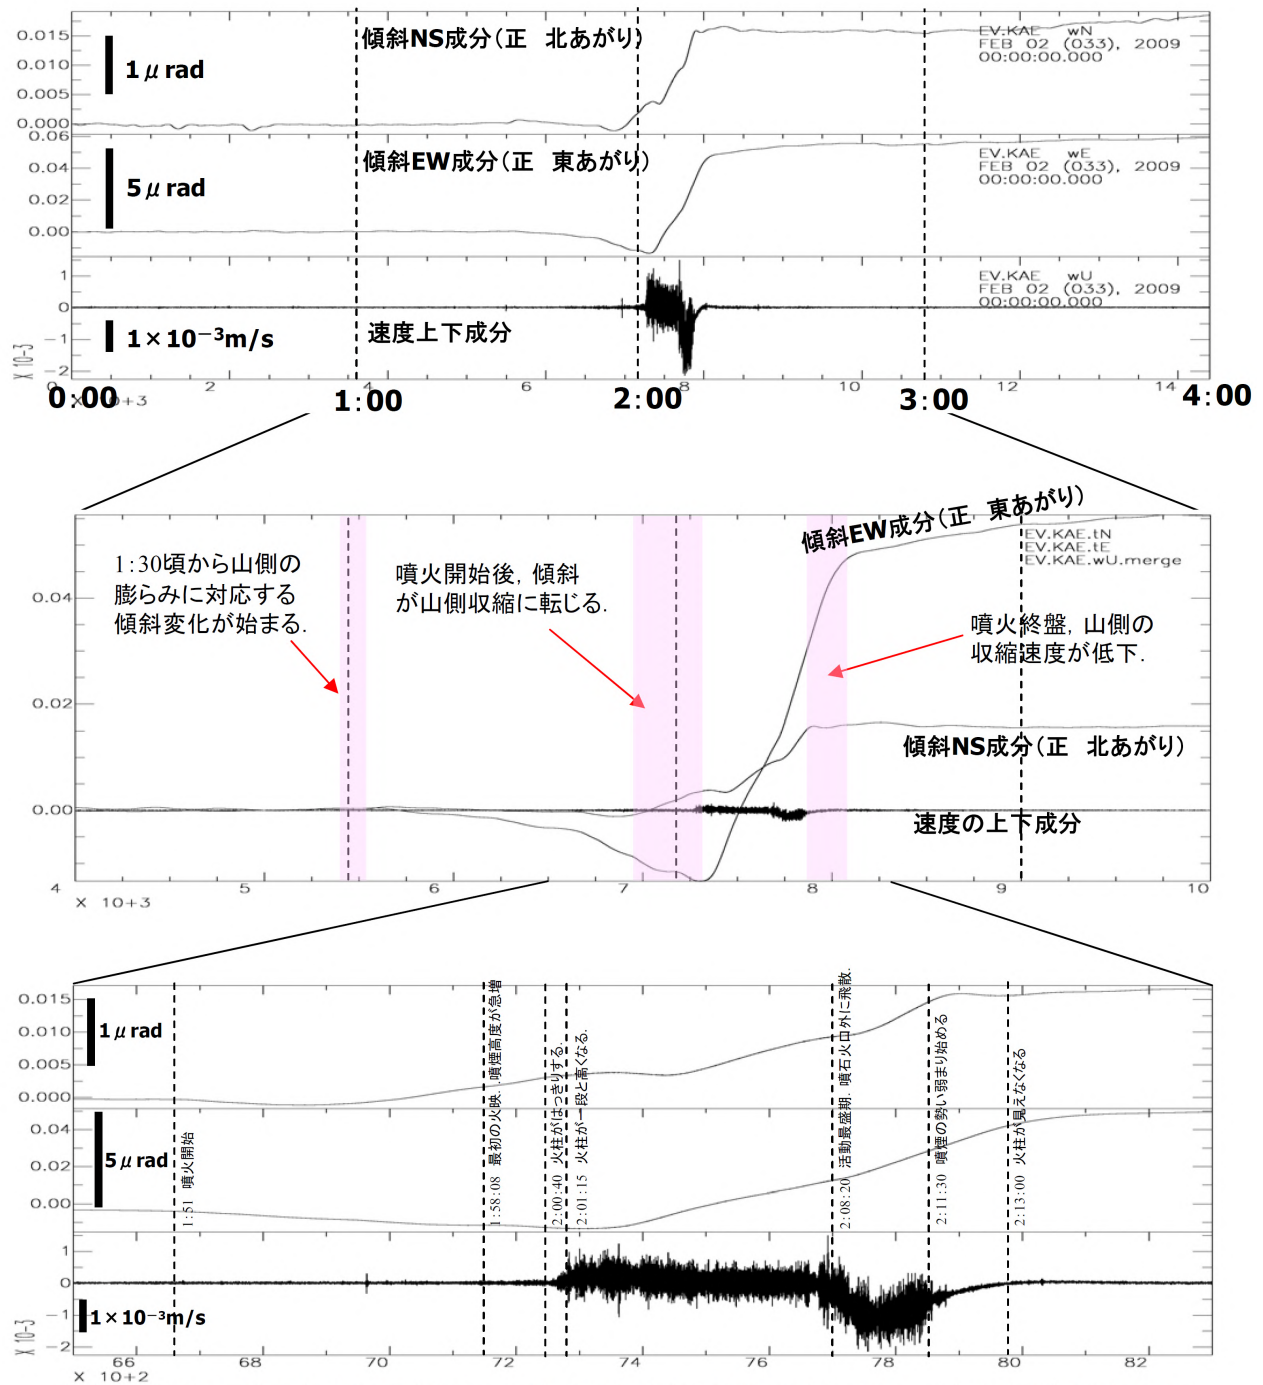 傾斜NS成分（正　北あがり）
EV.KAE wN
FEB 02 (033), 2009
00:00:00.000
0.015
0.010
0.005
0.000
1μrad
傾斜EW成分（正　東あがり）
EV.KAE wE
FEB 02 (033), 2009
00:00:00.000
0.06
0.04
0.02
0.00
5μrad
EV.KAE wU
FEB 02 (033), 2009
00:00:00.000
1
0
−1
−2
X 10-3
1×10⁻³m/s
速度上下成分
0 2 4 6 8 10 12 14
X 10+3
0:00 1:00 2:00 3:00 4:00
傾斜EW成分（正　東あがり）
EV.KAE.tN
EV.KAE.tE
EV.KAE.wU.merge
1:30頃から山側の
膨らみに対応する
傾斜変化が始まる.
噴火開始後, 傾斜
が山側収縮に転じる.
噴火終盤, 山側の
収縮速度が低下.
0.04
0.02
0.00
傾斜NS成分（正　北あがり）
速度の上下成分
4 5 6 7 8 9 10
X 10+3
0.015
0.010
0.005
0.000
1μrad
0.04
0.02
0.00
5μrad
1:51 噴火開始
1:58:08 最初の火映. 噴煙高度が急増
2:00:40 火柱がはっきりする.
2:01:15 火柱が一段と高くなる.
2:08:20 活動最盛期. 噴石火口外に飛散.
2:11:30 噴煙の勢い弱まり始める
2:13:00 火柱が見えなくなる
1
0
−1
−2
X 10-3
1×10⁻³m/s
66 68 70 72 74 76 78 80 82
X 10+2